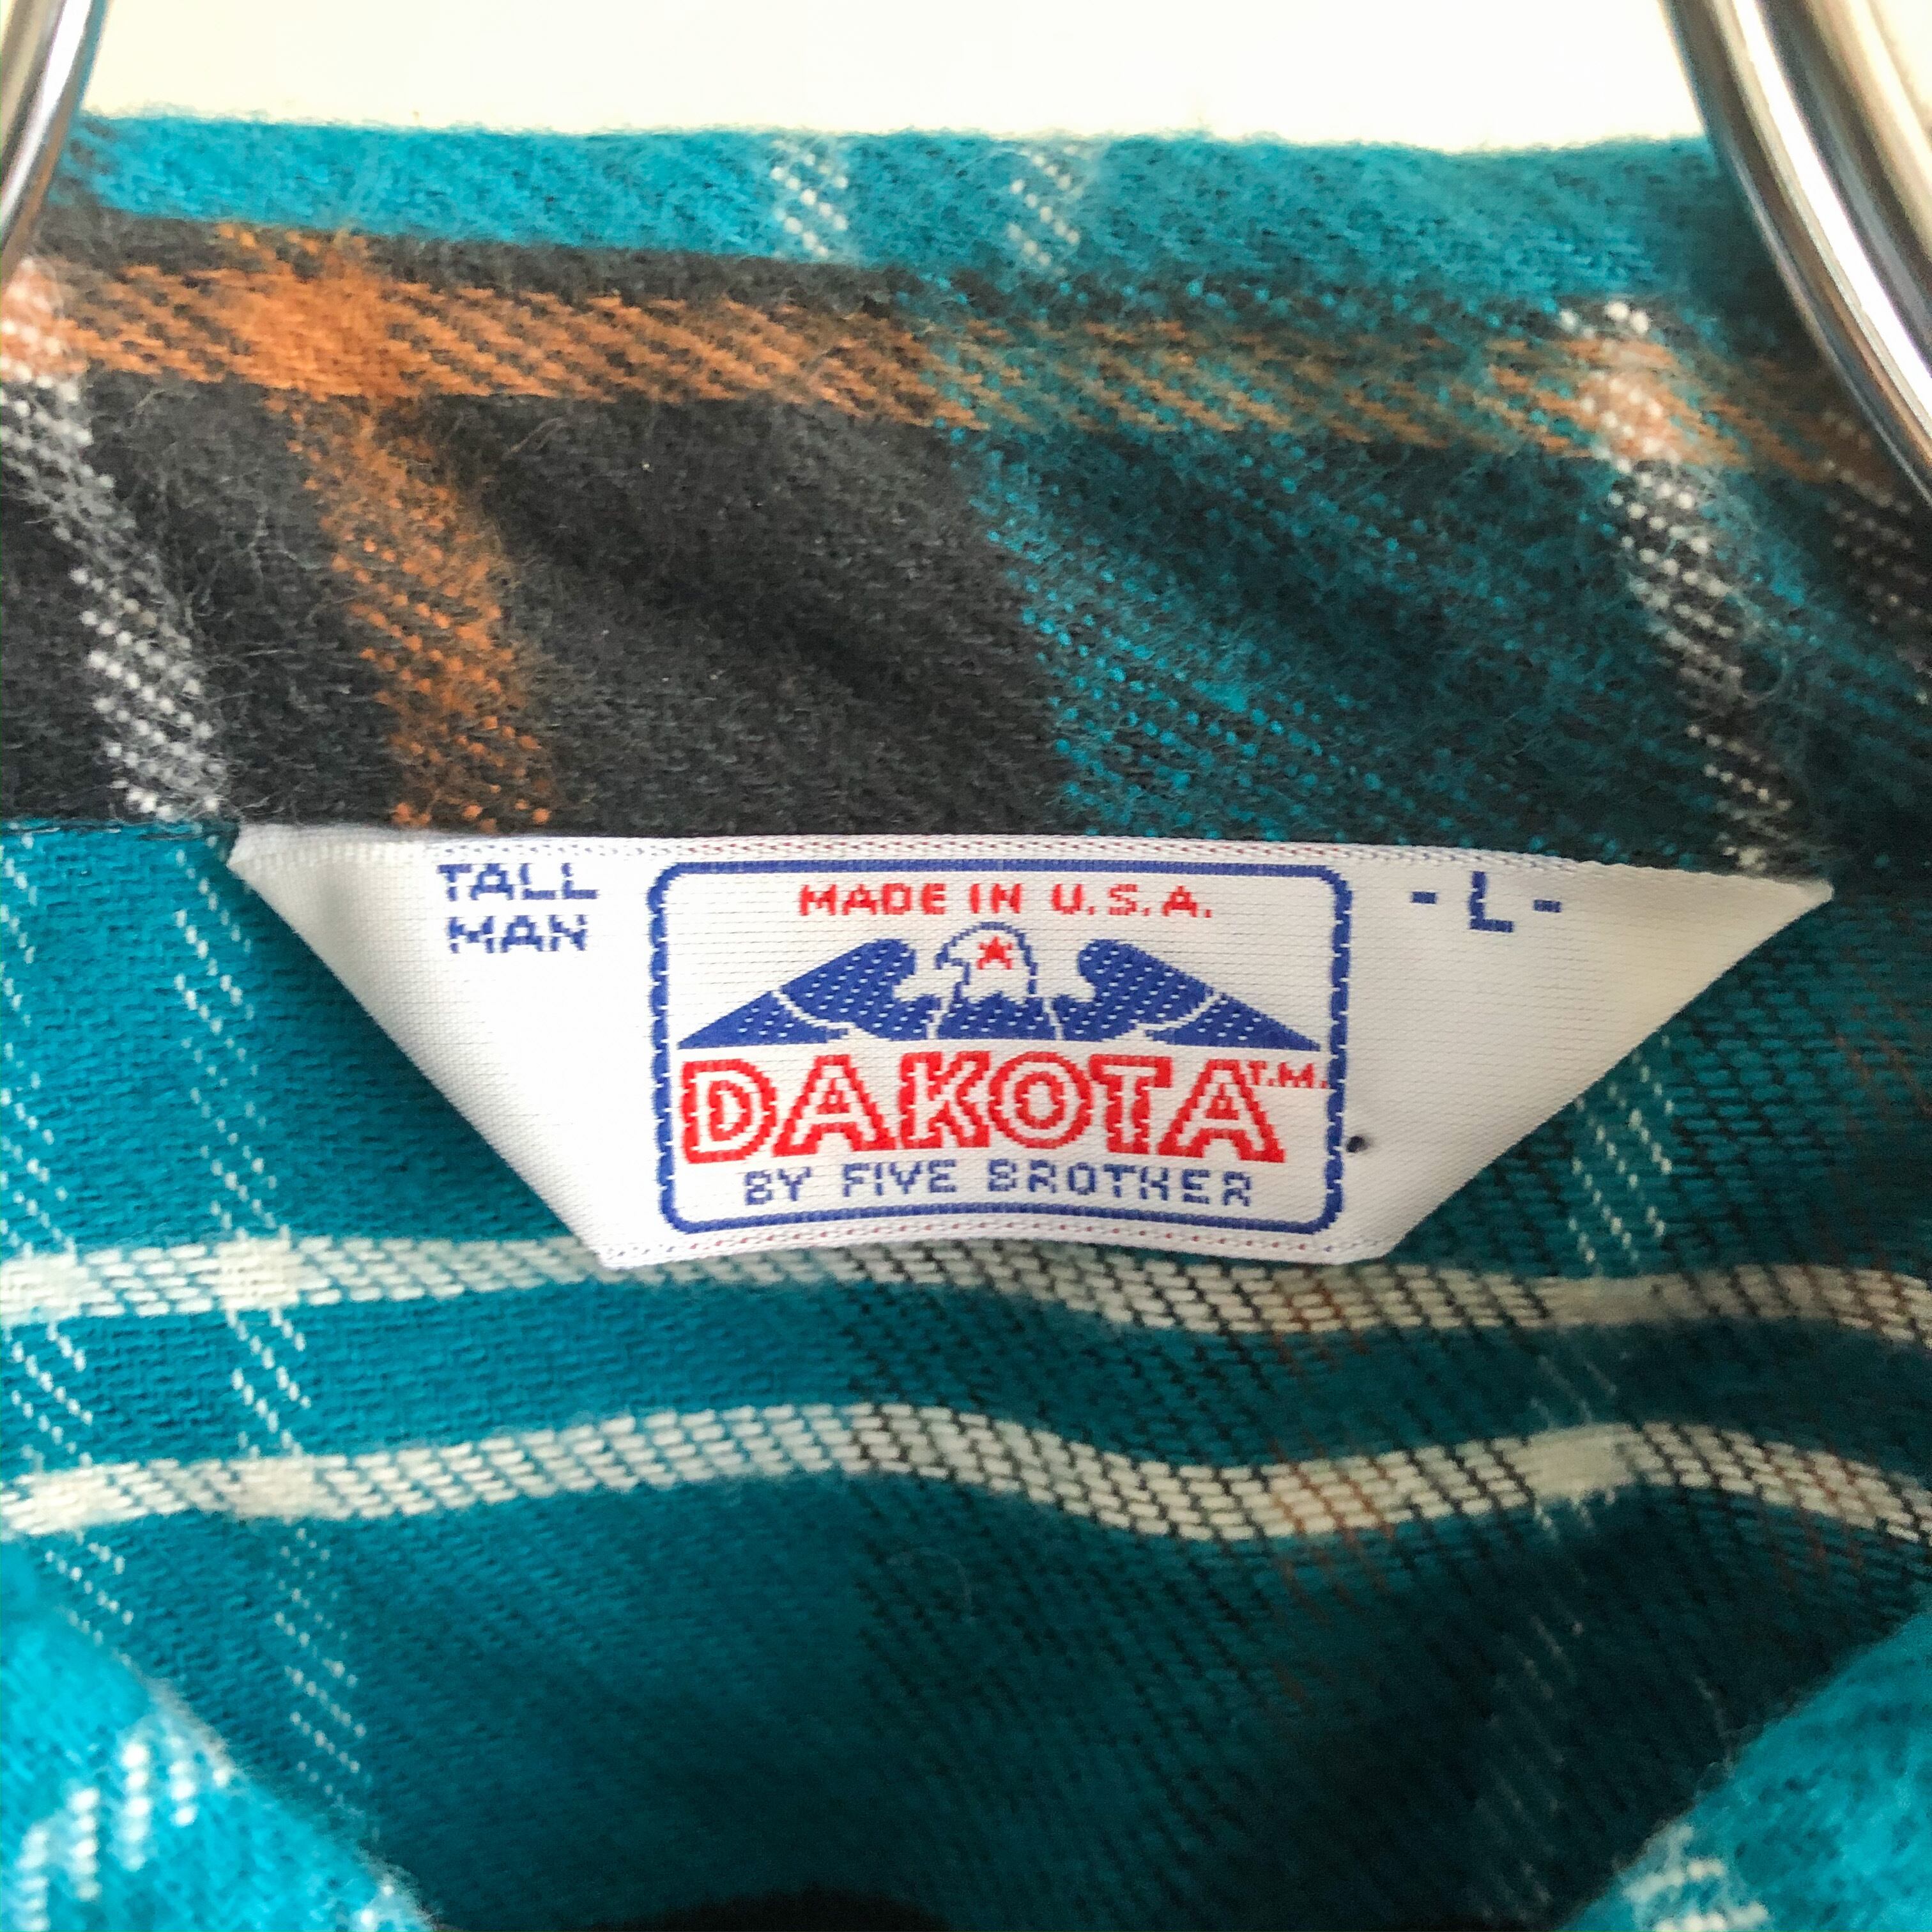 TALL
MAN
MADE IN U.S.A.
DAKOTA T.M.
BY FIVE BROTHER
- L -